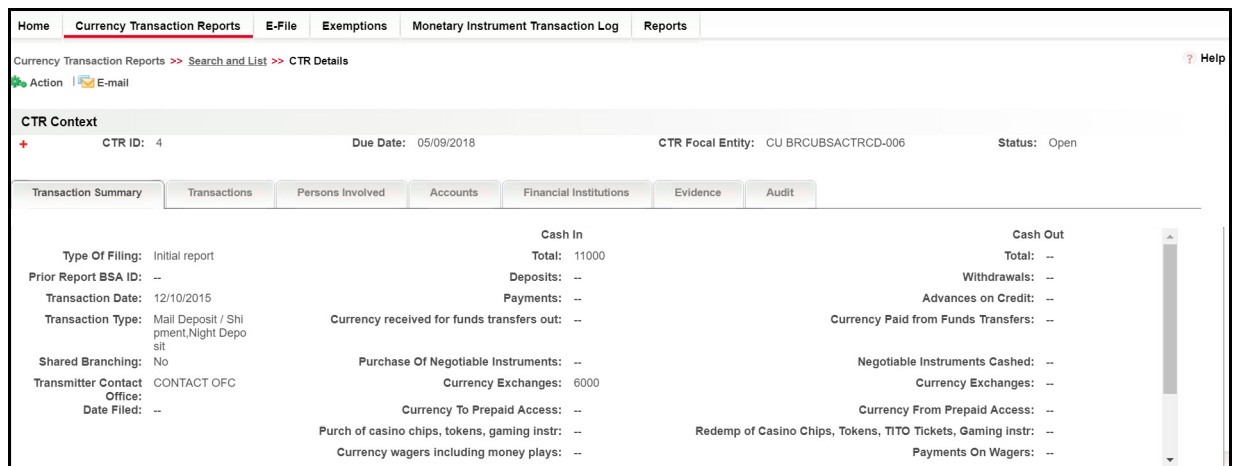 Home Currency Transaction Reports E-File Exemptions Monetary Instrument Transaction Log Reports
Currency Transaction Reports >> Search and List >> CTR Details ? Help
Action | E-mail
CTR Context
+ CTR ID: 4 Due Date: 05/09/2018 CTR Focal Entity: CU BRCUBSACTRCD-006 Status: Open
Transaction Summary Transactions Persons Involved Accounts Financial Institutions Evidence Audit
Cash In Cash Out
Type Of Filing: Initial report Total: 11000 Total: --
Prior Report BSA ID: -- Deposits: -- Withdrawals: --
Transaction Date: 12/10/2015 Payments: -- Advances on Credit: --
Transaction Type: Mail Deposit / Shi Currency received for funds transfers out: -- Currency Paid from Funds Transfers: --
pment,Night Depo
sit
Shared Branching: No Purchase Of Negotiable Instruments: -- Negotiable Instruments Cashed: --
Transmitter Contact CONTACT OFC Currency Exchanges: 6000 Currency Exchanges: --
Office:
Date Filed: -- Currency To Prepaid Access: -- Currency From Prepaid Access: --
Purch of casino chips, tokens, gaming instr: -- Redemp of Casino Chips, Tokens, TITO Tickets, Gaming instr: --
Currency wagers including money plays: -- Payments On Wagers: --